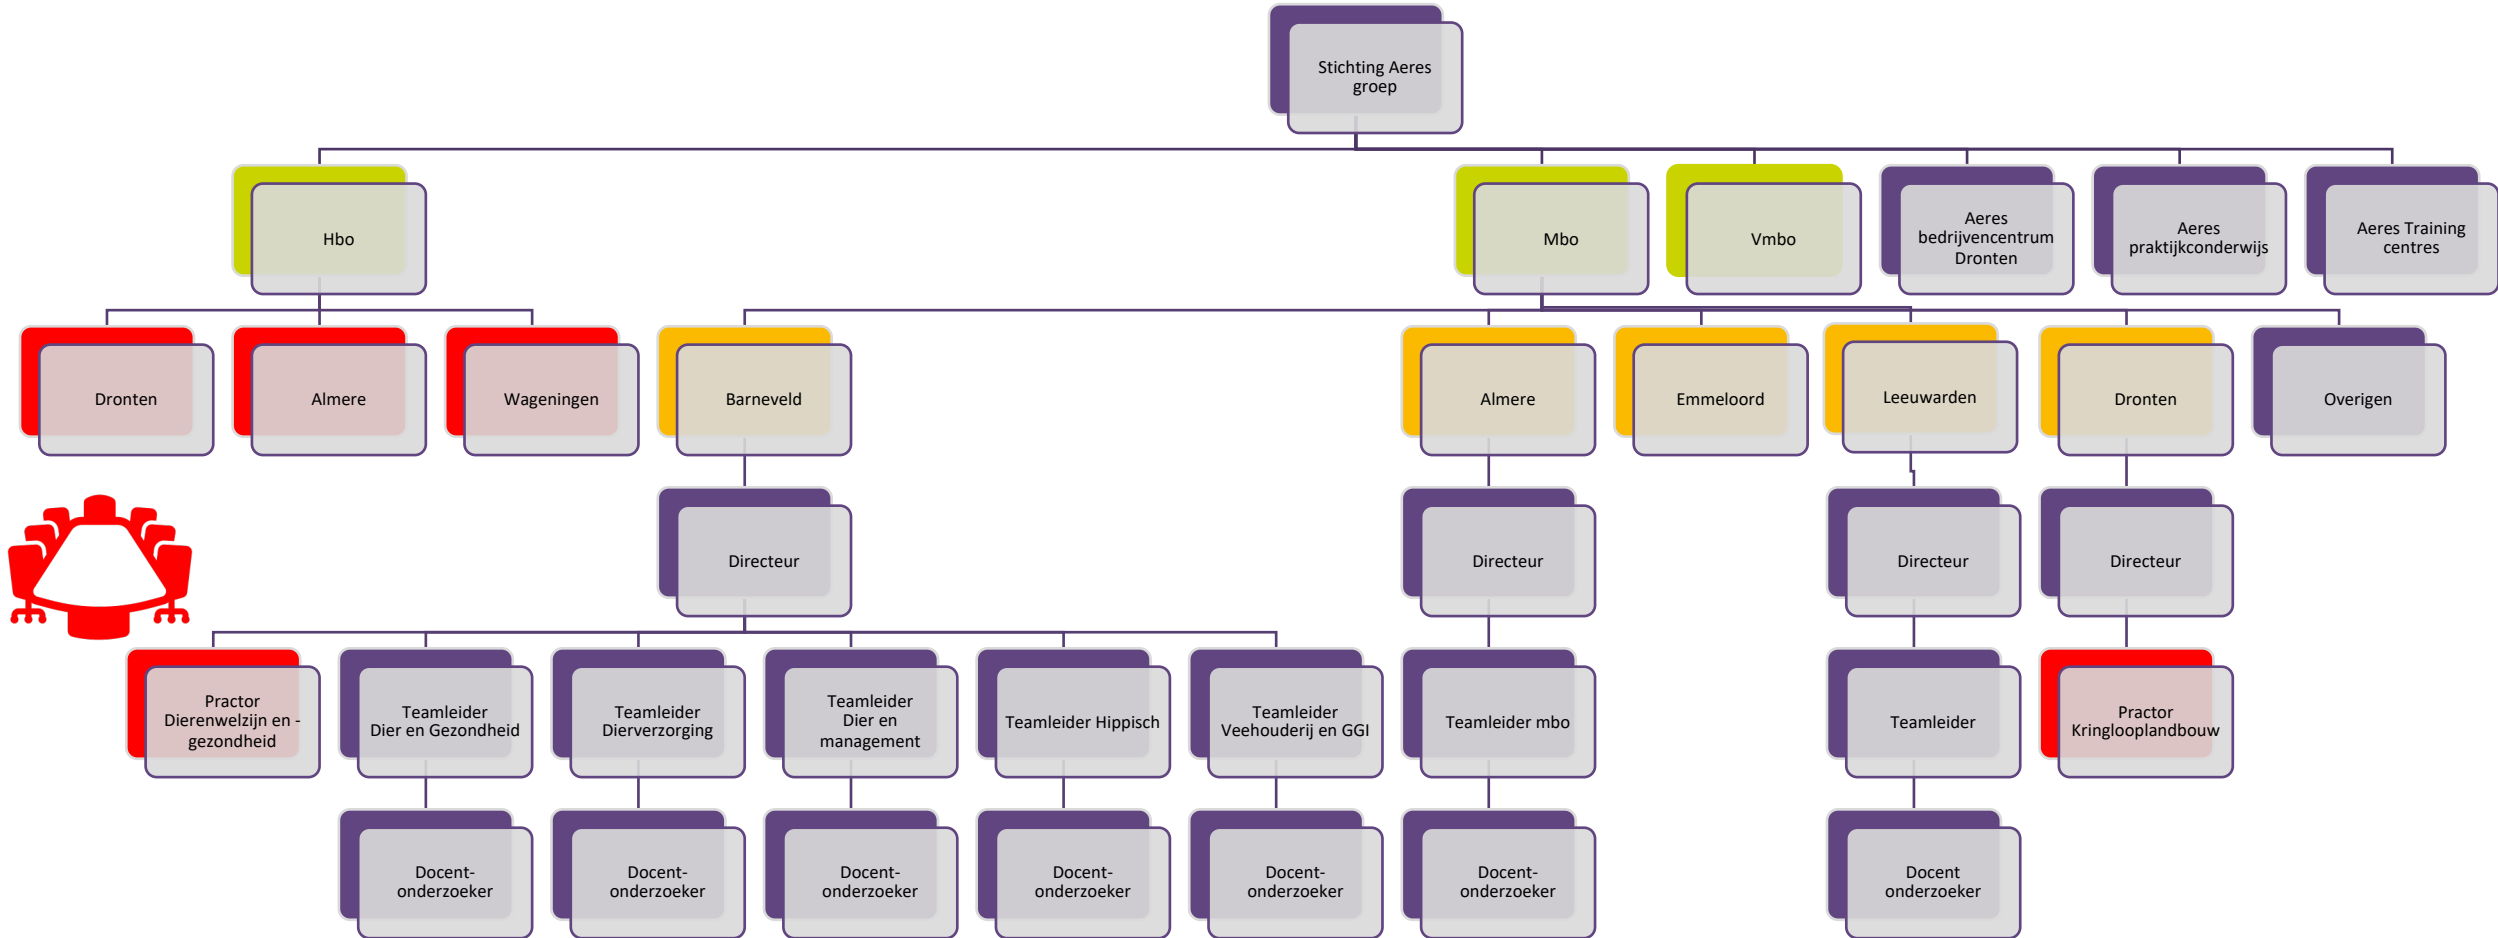 Stichting Aeres
groep
Hbo
Mbo
Vmbo
Aeres
bedrijvencentrum
Dronten
Aeres
praktijkconderwijs
Aeres Training
centres
Dronten
Almere
Wageningen
Barneveld
Almere
Emmeloord
Leeuwarden
Dronten
Overigen
Directeur
Directeur
Directeur
Directeur
Practor
Dierenwelzijn en -
gezondheid
Teamleider
Dier en Gezondheid
Teamleider
Dierverzorging
Teamleider
Dier en
management
Teamleider Hippisch
Teamleider
Veehouderij en GGI
Teamleider mbo
Teamleider
Practor
Kringlooplandbouw
Docent-
onderzoeker
Docent-
onderzoeker
Docent-
onderzoeker
Docent-
onderzoeker
Docent-
onderzoeker
Docent-
onderzoeker
Docent
onderzoeker